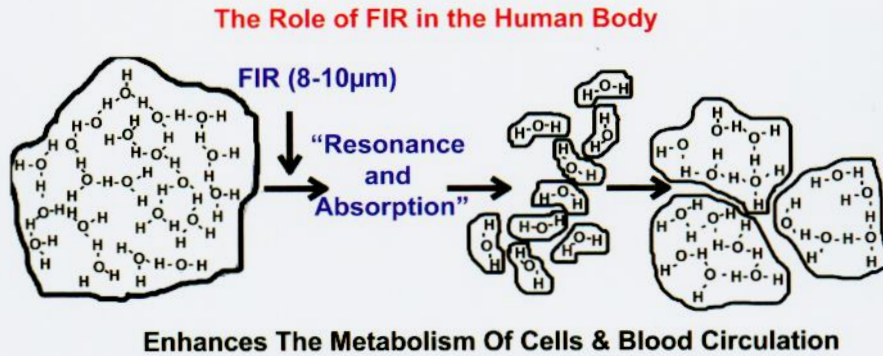 The Role of FIR in the Human Body
FIR (8-10μm)
“Resonance
and
Absorption”
Enhances The Metabolism Of Cells & Blood Circulation